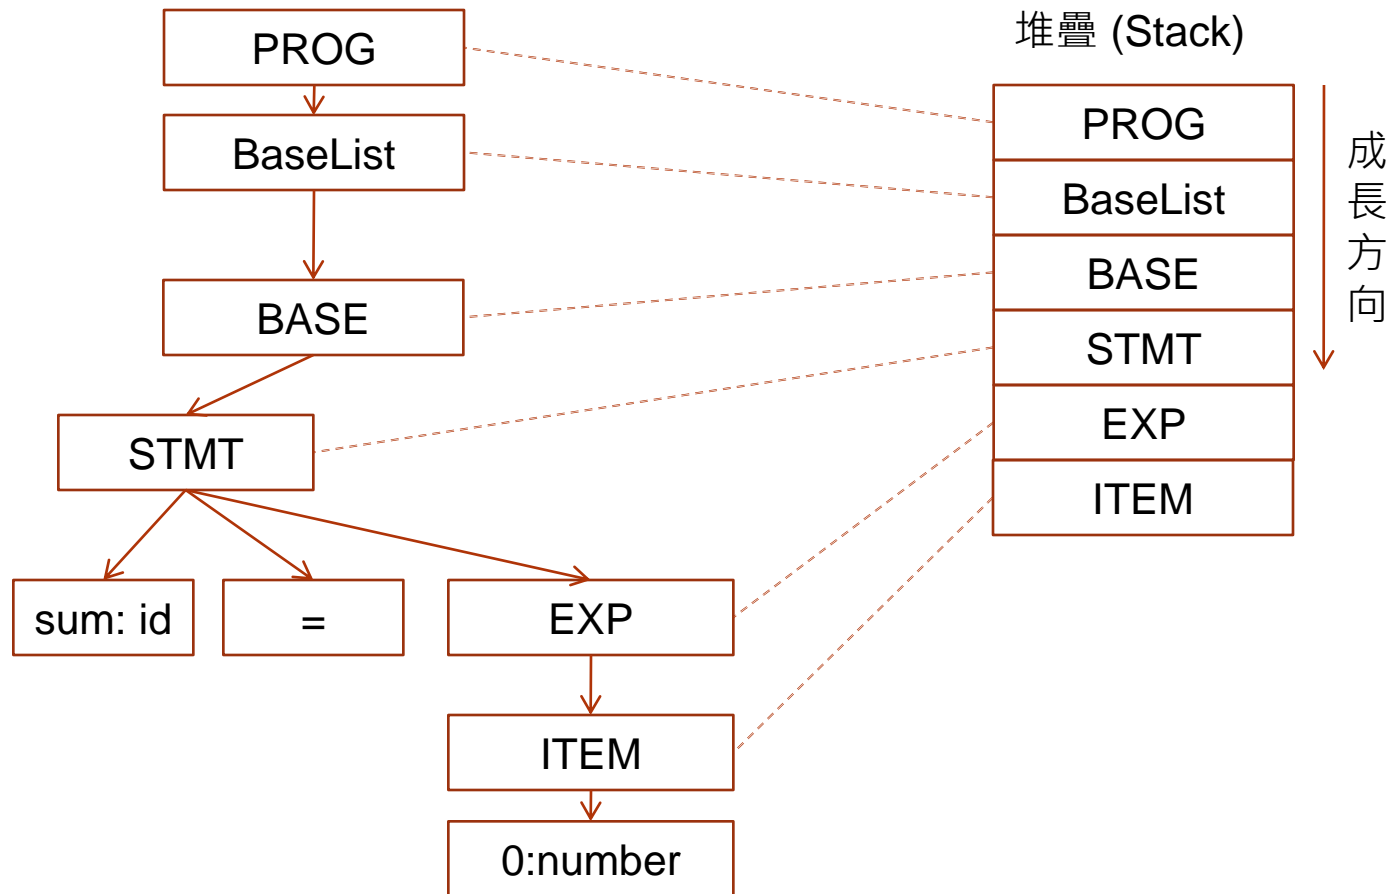 PROG
BaseList
BASE
STMT
sum: id
=
EXP
ITEM
0:number
堆疊 (Stack)
PROG
BaseList
BASE
STMT
EXP
ITEM
成長方向